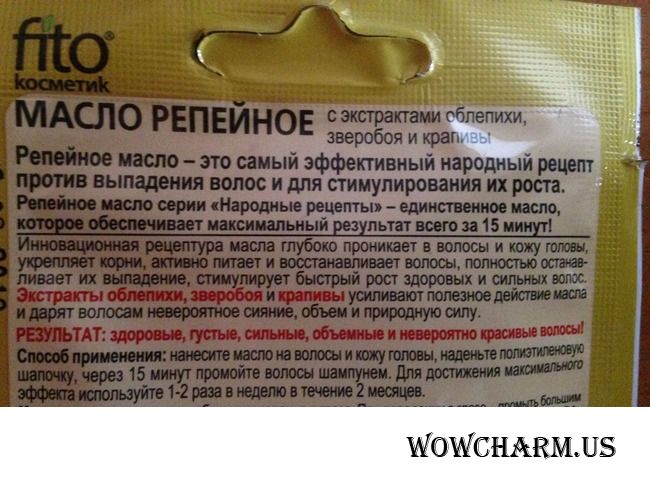 fito®
косметик
МАСЛО РЕПЕЙНОЕ с экстрактами облепихи,
зверобоя и крапивы
Репейное масло – это самый эффективный народный рецепт
против выпадения волос и для стимулирования их роста.
Репейное масло серии «Народные рецепты» – единственное масло,
которое обеспечивает максимальный результат всего за 15 минут!
Инновационная рецептура масла глубоко проникает в волосы и кожу головы,
укрепляет корни, активно питает и восстанавливает волосы, полностью останав-
ливает их выпадение, стимулирует быстрый рост здоровых и сильных волос.
Экстракты облепихи, зверобоя и крапивы усиливают полезное действие масла
и дарят волосам невероятное сияние, объем и природную силу.
РЕЗУЛЬТАТ: здоровые, густые, сильные, объемные и невероятно красивые волосы!
Способ применения: нанесите масло на волосы и кожу головы, наденьте полиэтиленовую
шапочку, через 15 минут промойте волосы шампунем. Для достижения максимального
эффекта используйте 1-2 раза в неделю в течение 2 месяцев.
промыть большим
WOWCHARM.US